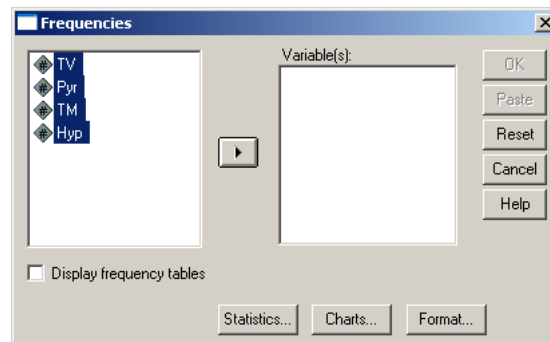 Frequencies
TV
Pyr
TM
Hyp
Variable(s):
OK
Paste
Reset
Cancel
Help
Display frequency tables
Statistics...
Charts...
Format...